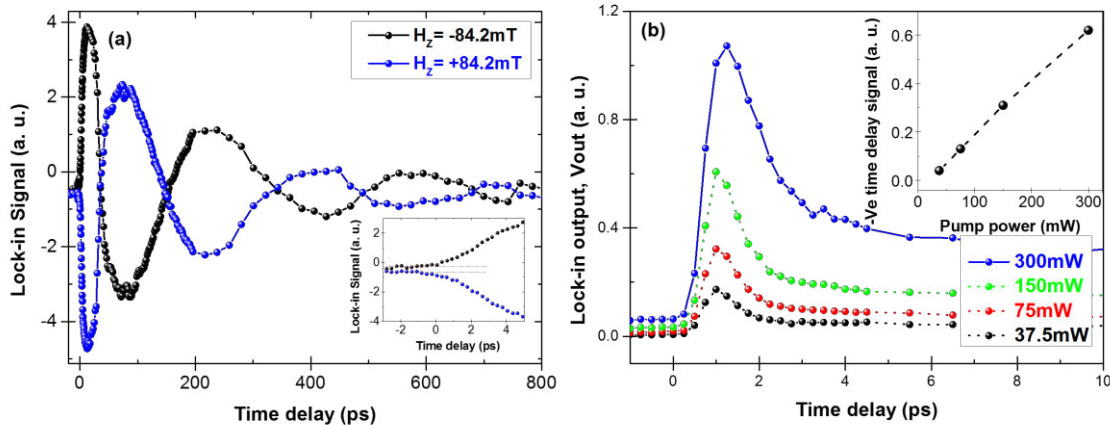 (a)
H_Z= -84.2mT
H_Z= +84.2mT
Lock-in Signal (a. u.)
4
2
0
-2
-4
0
100
200
400
600
800
Time delay (ps)
Lock-in Signal (a. u.)
2
0
-2
-4
-2
0
2
4
Time delay (ps)
(b)
Lock-in output, Vout (a. u.)
1.2
0.8
0.4
0.0
0
2
4
6
8
10
Time delay (ps)
-Ve time delay signal (a. u.)
0.6
0.4
0.2
0.0
0
100
200
300
Pump power (mW)
300mW
150mW
75mW
37.5mW